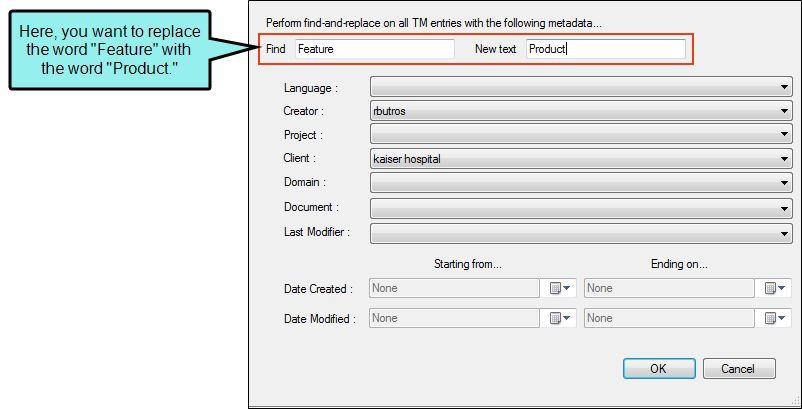 Here, you want to replace
the word "Feature" with
the word "Product."
Perform find-and-replace on all TM entries with the following metadata...
Find Feature New text Product
Language :
Creator : rbutros
Project :
Client : kaiser hospital
Domain :
Document :
Last Modifier :
Starting from... Ending on...
Date Created : None None
Date Modified : None None
OK Cancel